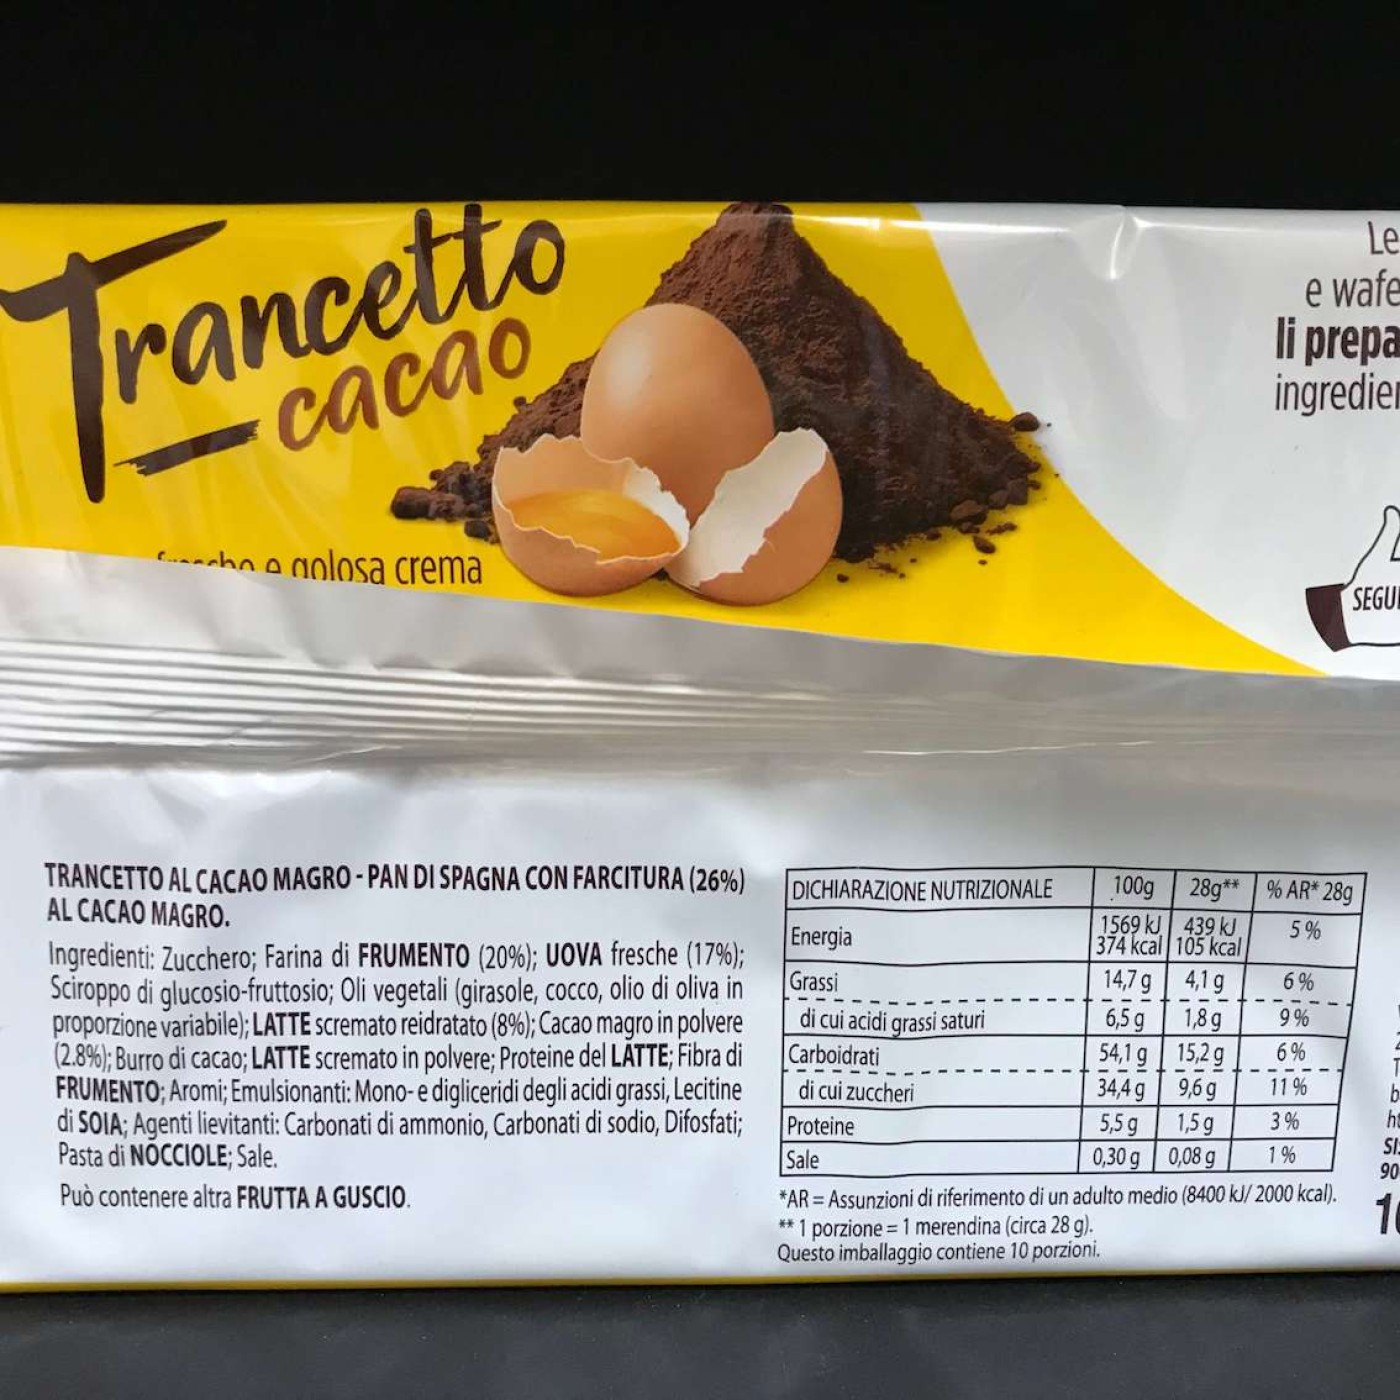 Trancetto
cacao
e golosa crema
Le
e wafe
li prepa
ingredie
SEGUI
TRANCETTO AL CACAO MAGRO - PAN DI SPAGNA CON FARCITURA (26%)
AL CACAO MAGRO.
Ingredienti: Zucchero; Farina di FRUMENTO (20%); UOVA fresche (17%);
Sciroppo di glucosio-fruttosio; Oli vegetali (girasole, cocco, olio di oliva in
proporzione variabile); LATTE scremato reidratato (8%); Cacao magro in polvere
(2.8%); Burro di cacao; LATTE scremato in polvere; Proteine del LATTE; Fibra di
FRUMENTO; Aromi; Emulsionanti: Mono- e digliceridi degli acidi grassi, Lecitine
di SOIA; Agenti lievitanti: Carbonati di ammonio, Carbonati di sodio, Difosfati;
Pasta di NOCCIOLE; Sale.
Può contenere altra FRUTTA A GUSCIO.
DICHIARAZIONE NUTRIZIONALE 100g 28g** % AR* 28g
Energia 1569 kJ 439 kJ 5 %
374 kcal 105 kcal
Grassi 14,7 g 4,1 g 6 %
di cui acidi grassi saturi 6,5 g 1,8 g 9 %
Carboidrati 54,1 g 15,2 g 6 %
di cui zuccheri 34,4 g 9,6 g 11 %
Proteine 5,5 g 1,5 g 3 %
Sale 0,30 g 0,08 g 1 %
*AR = Assunzioni di riferimento di un adulto medio (8400 kJ/ 2000 kcal).
** 1 porzione = 1 merendina (circa 28 g).
Questo imballaggio contiene 10 porzioni.